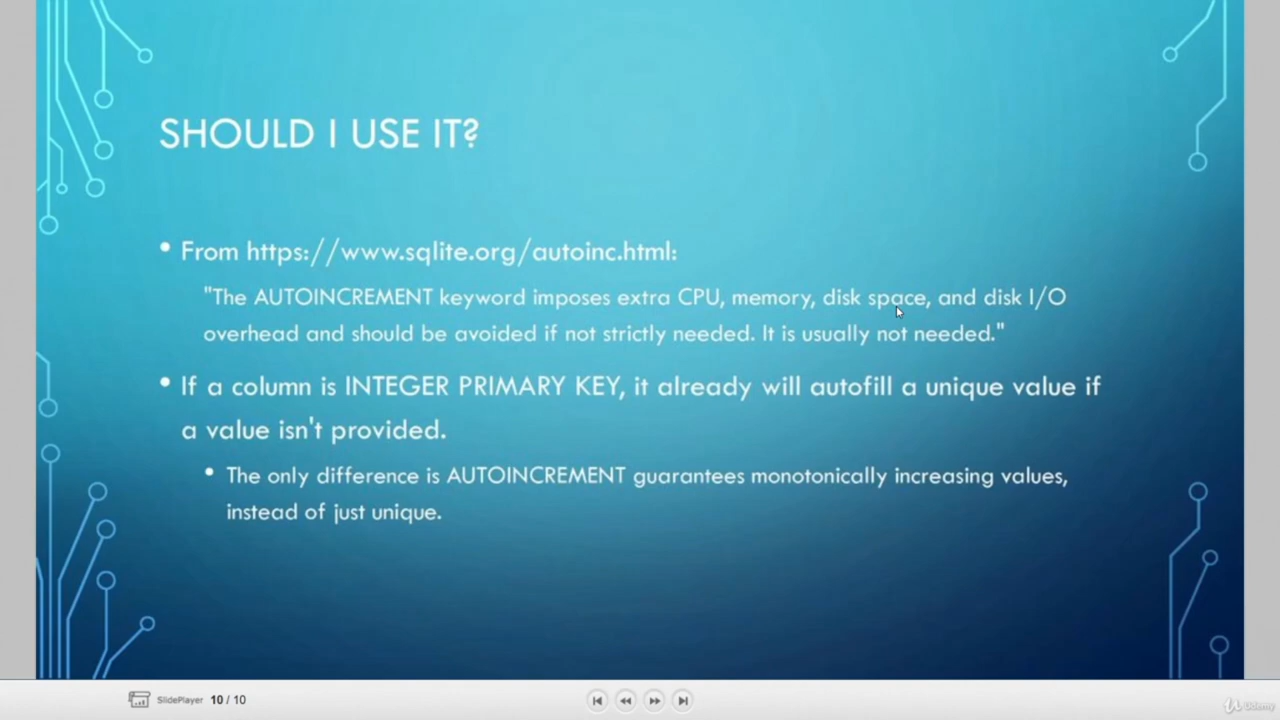 SHOULD I USE IT?
• From https://www.sqlite.org/autoinc.html:
"The AUTOINCREMENT keyword imposes extra CPU, memory, disk space, and disk I/O
overhead and should be avoided if not strictly needed. It is usually not needed."
• If a column is INTEGER PRIMARY KEY, it already will autofill a unique value if
a value isn't provided.
• The only difference is AUTOINCREMENT guarantees monotonically increasing values,
instead of just unique.
SlidePlayer 10 / 10
Udemy